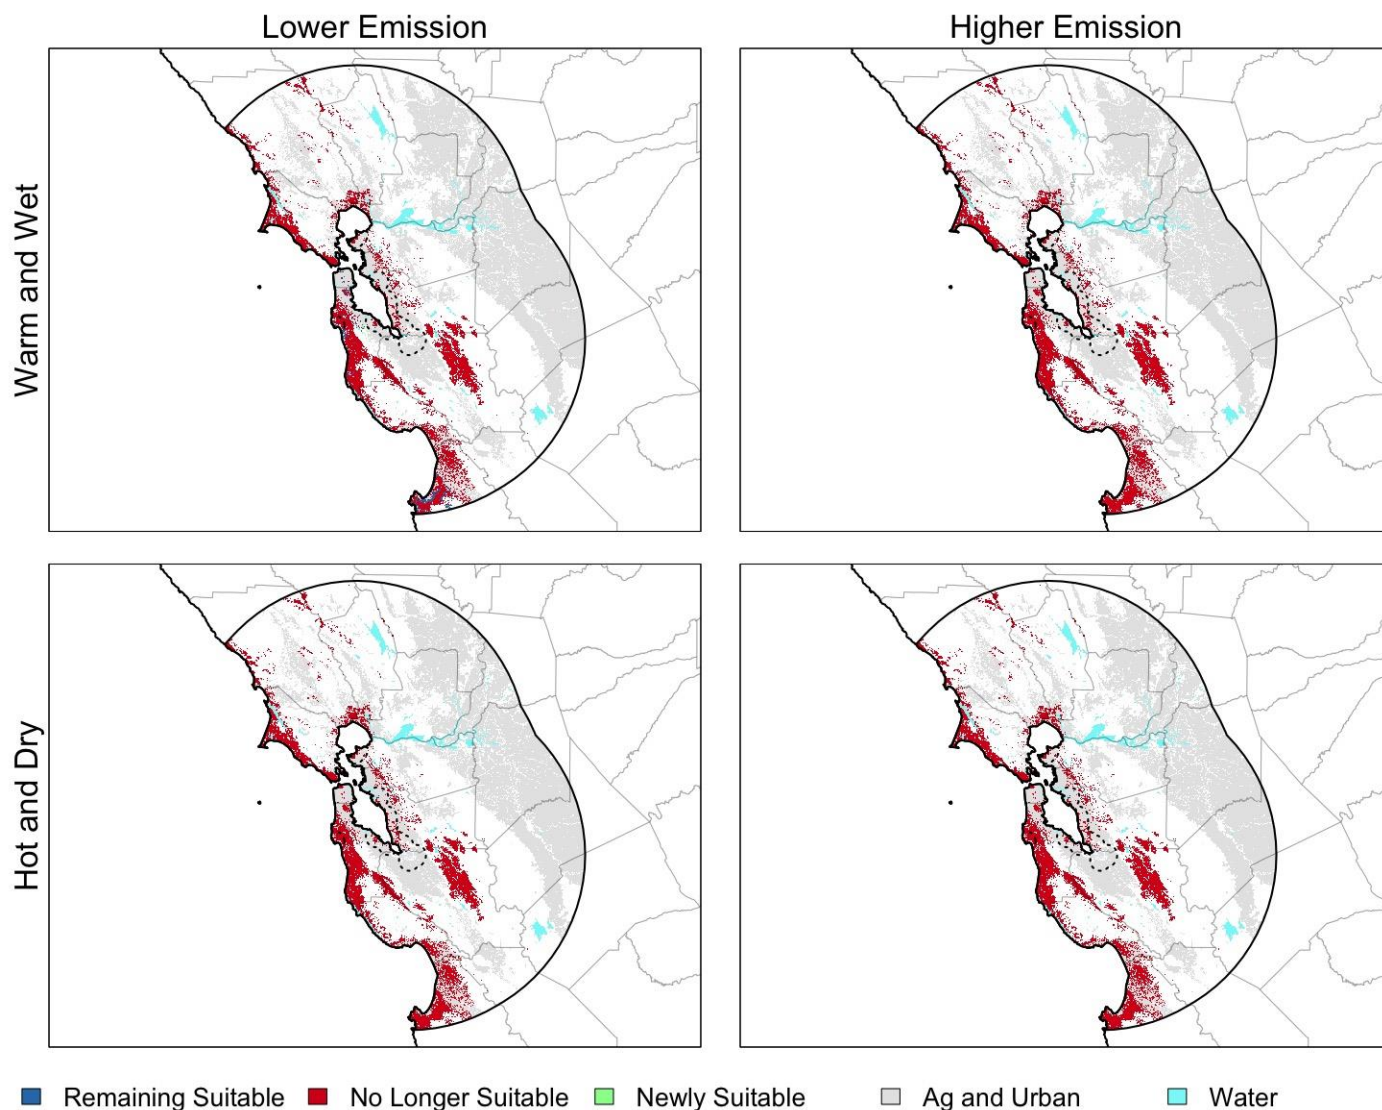 Lower Emission
Higher Emission
Warm and Wet
Hot and Dry
Remaining Suitable
No Longer Suitable
Newly Suitable
Ag and Urban
Water